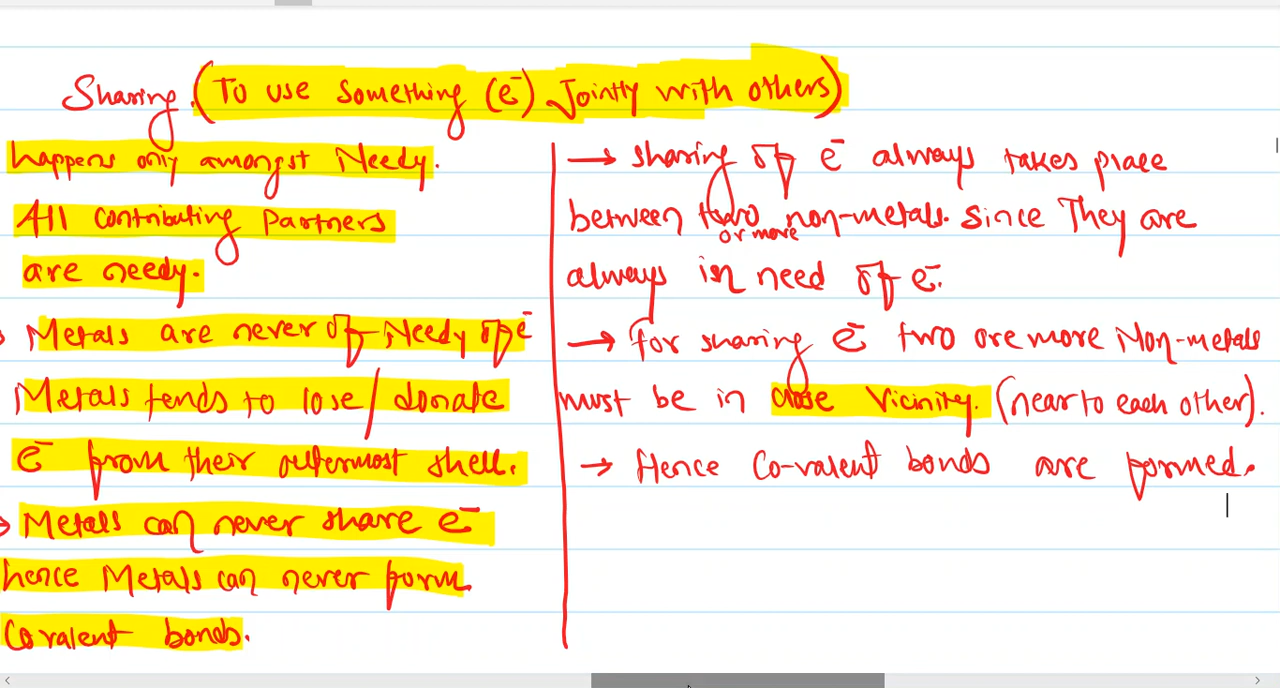 Sharing. (To use something (e̅) Jointly with others)
happens only amongst Needy.
All contributing Partners
are needy.
Metals are never of Needy of e̅
Metals tends to lose/donate
e̅ from their outermost shell.
Metals can never share e̅
hence Metals can never form
Covalent bonds.
→ sharing of e̅ always takes place
between two non-metals. Since They are
or more
always in need of e̅.
→ for sharing e̅ two ore more Non-metals
must be in close Vicinity. (near to each other).
→ Hence Co-valent bonds are formed.